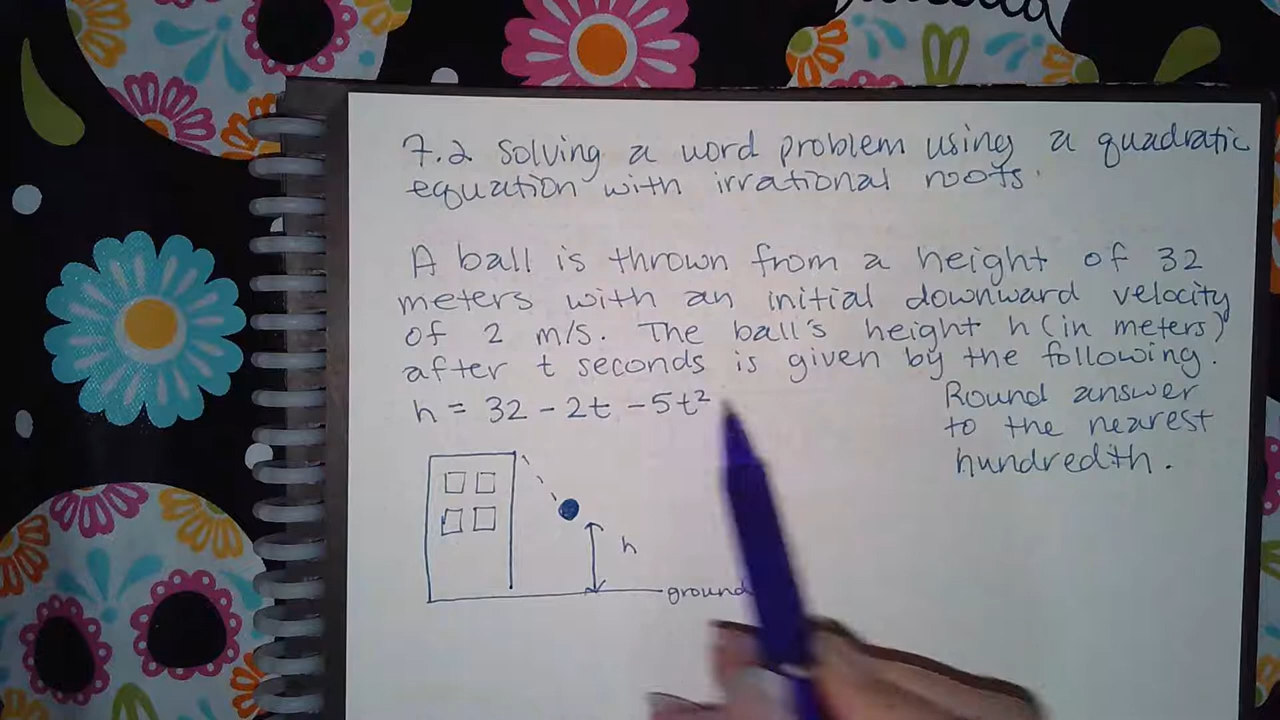 7.2 Solving a word problem using a quadratic
equation with irrational roots.
A ball is thrown from a height of 32
meters with an initial downward velocity
of 2 m/s. The ball's height h (in meters)
after t seconds is given by the following.
h = 32 - 2t - 5t²
Round answer
to the nearest
hundredth.
h
ground